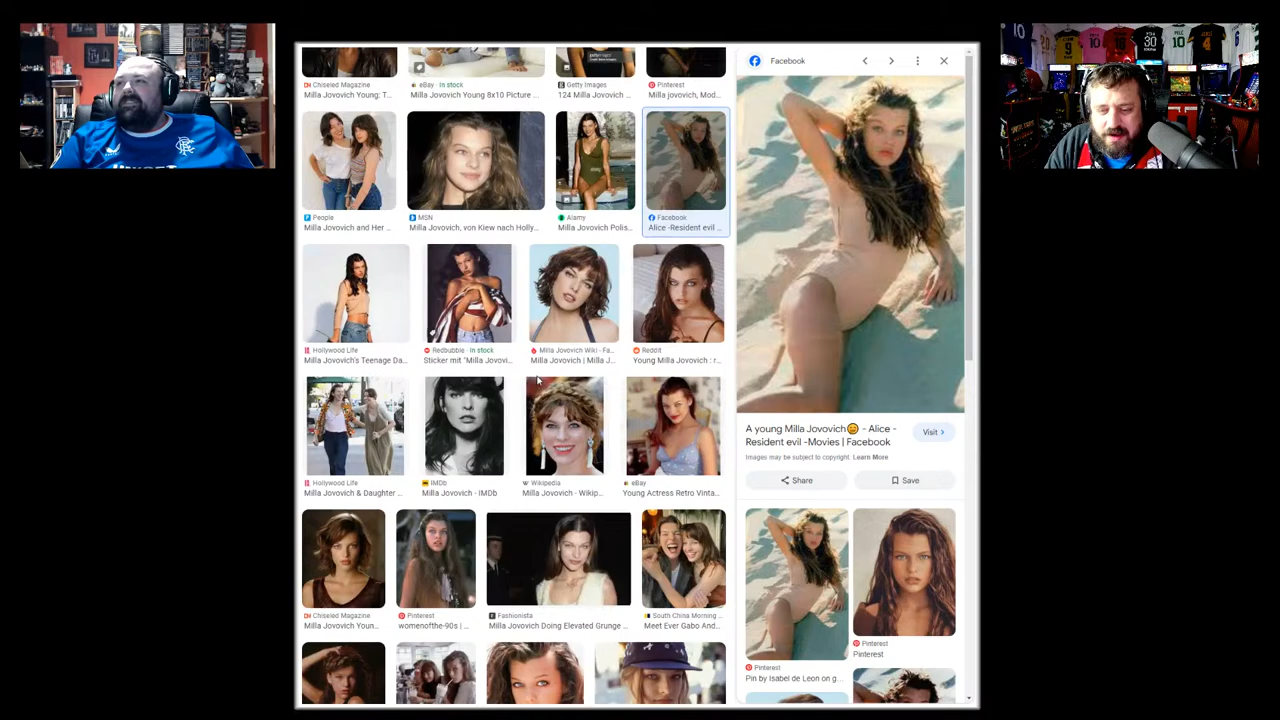 Chiseled Magazine
Milla Jovovich Young: T...
eBay · In stock
Milla Jovovich Young 8x10 Picture ...
Getty Images
124 Milla Jovovich ...
Pinterest
Milla jovovich, Mod...
Facebook
People
Milla Jovovich and Her ...
MSN
Milla Jovovich, von Kiew nach Holly...
Alamy
Milla Jovovich Polis...
Facebook
Alice -Resident evil ...
Hollywood Life
Milla Jovovich's Teenage Da...
Redbubble · In stock
Sticker mit "Milla Jovovi...
Milla Jovovich Wiki - Fa...
Milla Jovovich | Milla J...
Reddit
Young Milla Jovovich : r...
Hollywood Life
Milla Jovovich & Daughter ...
IMDb
Milla Jovovich - IMDb
Wikipedia
Milla Jovovich - Wikip...
eBay
Young Actress Retro Vinta...
Chiseled Magazine
Milla Jovovich Youn...
Pinterest
womenofthe-90s | ...
Fashionista
Milla Jovovich Doing Elevated Grunge ...
South China Morning ...
Meet Ever Gabo And...
A young Milla Jovovich😊 - Alice -
Resident evil -Movies | Facebook
Visit >
Images may be subject to copyright. Learn More
Share
Save
Pinterest
Pin by Isabel de Leon on g...
Pinterest
Pinterest